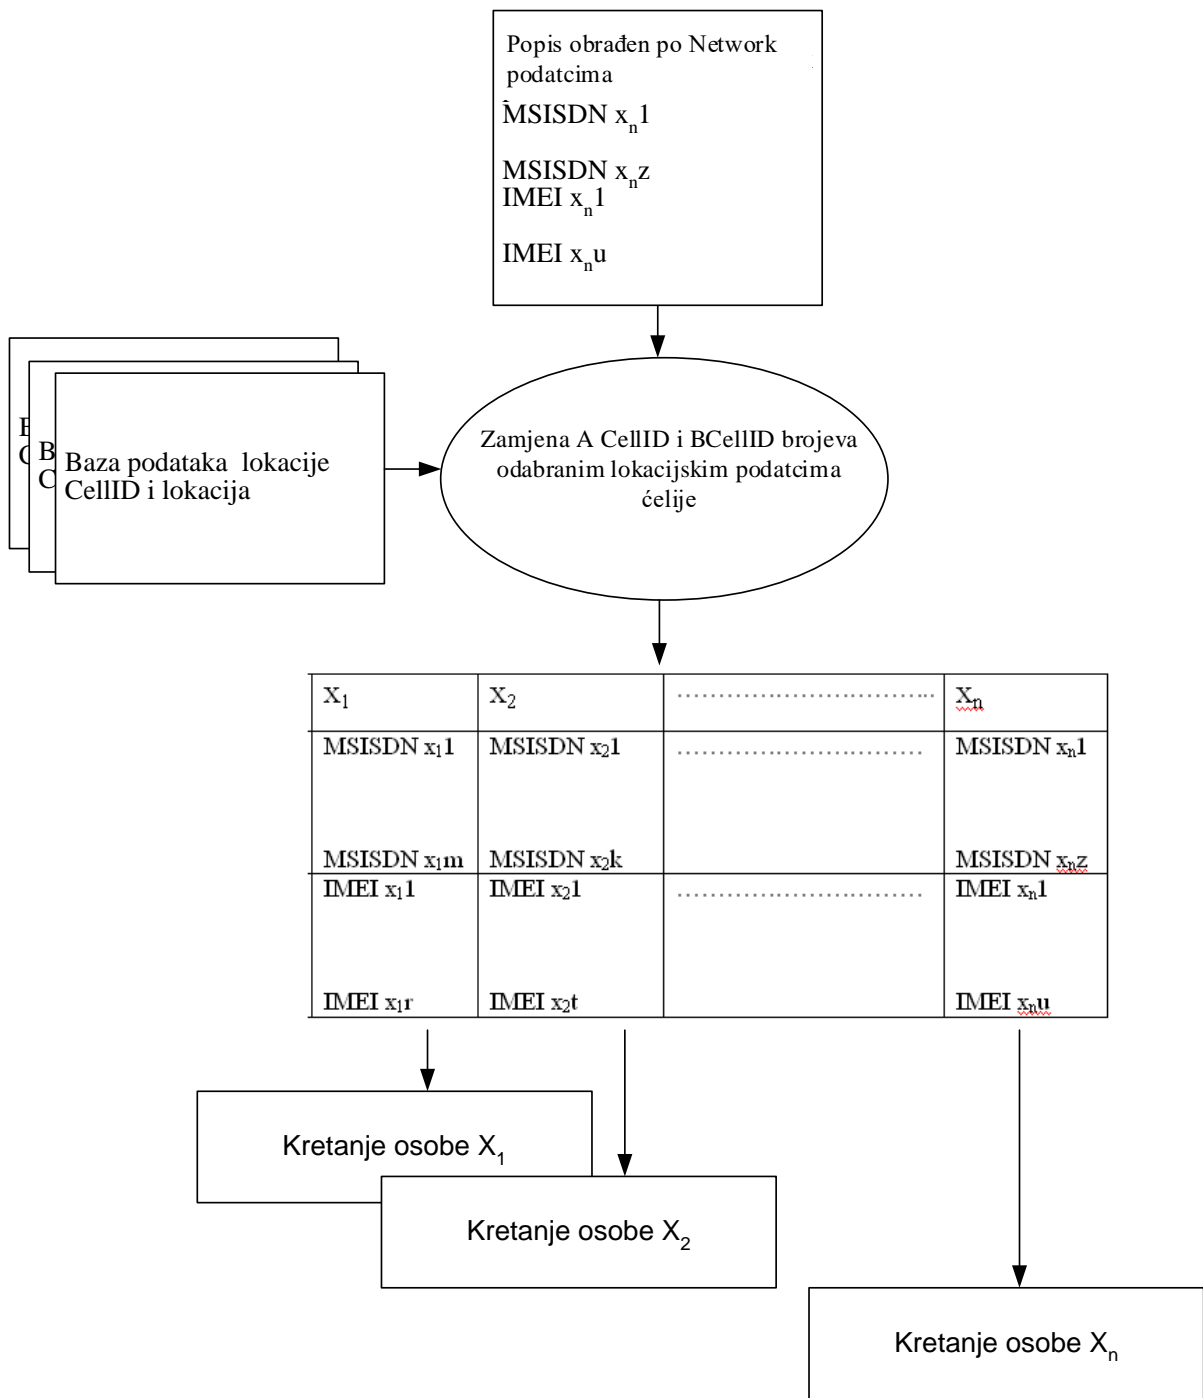 Popis obrađen po Network
podatcima
MSISDN xn1
MSISDN xnz
IMEI xn1
IMEI xnu
B
C
B
C
Baza podataka lokacije
CellID i lokacija
Zamjena A CellID i BCellID brojeva
odabranim lokacijskim podatcima
ćelije
X1 X2 ................................ Xn
MSISDN x11 MSISDN x21 ................................ MSISDN xn1
MSISDN x1m MSISDN x2k MSISDN xnz
IMEI x11 IMEI x21 ................................ IMEI xn1
IMEI x1r IMEI x2t IMEI xnu
Kretanje osobe X1
Kretanje osobe X2
Kretanje osobe Xn